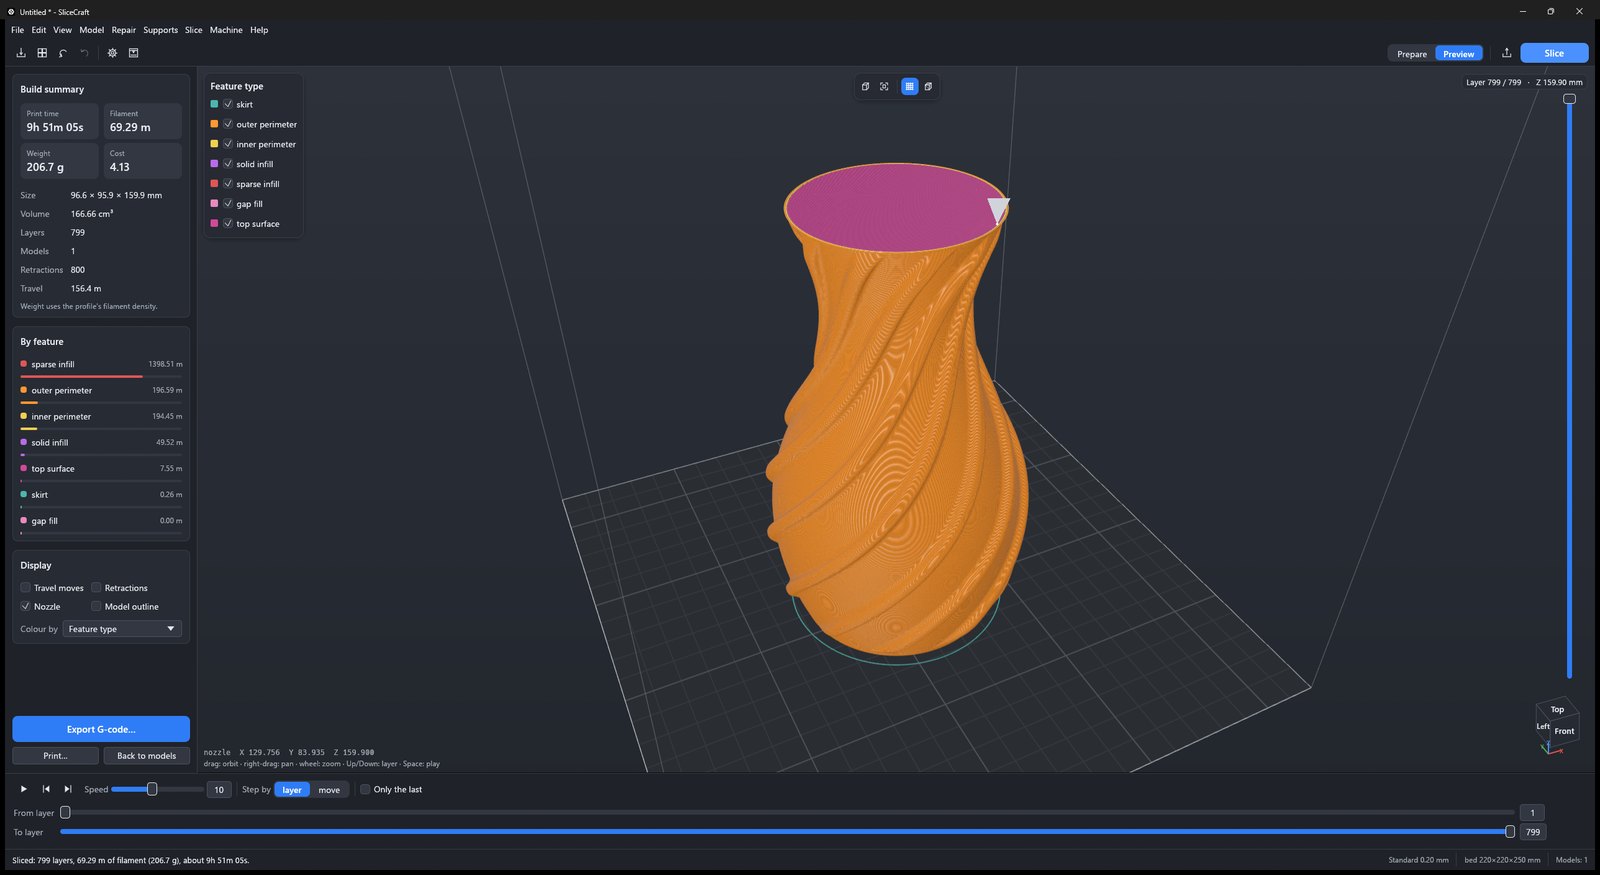 Untitled * - SliceCraft
File Edit View Model Repair Supports Slice Machine Help
Prepare Preview Slice
Build summary
Print time
9h 51m 05s
Filament
69.29 m
Weight
206.7 g
Cost
4.13
Size 96.6 × 95.9 × 159.9 mm
Volume 166.66 cm³
Layers 799
Models 1
Retractions 800
Travel 156.4 m
Weight uses the profile's filament density.
By feature
sparse infill 1398.51 m
outer perimeter 196.59 m
inner perimeter 194.45 m
solid infill 49.52 m
top surface 7.55 m
skirt 0.26 m
gap fill 0.00 m
Display
Travel moves Retractions
Nozzle Model outline
Colour by Feature type
Export G-code...
Print... Back to models
Feature type
skirt
outer perimeter
inner perimeter
solid infill
sparse infill
gap fill
top surface
Layer 799 / 799 · Z 159.90 mm
Top
Left
Front
nozzle X 129.756 Y 83.935 Z 159.900
drag: orbit · right-drag: pan · wheel: zoom · Up/Down: layer · Space: play
Speed 10 Step by layer move Only the last
From layer 1
To layer 799
Sliced: 799 layers, 69.29 m of filament (206.7 g), about 9h 51m 05s.
Standard 0.20 mm bed 220×220×250 mm Models: 1